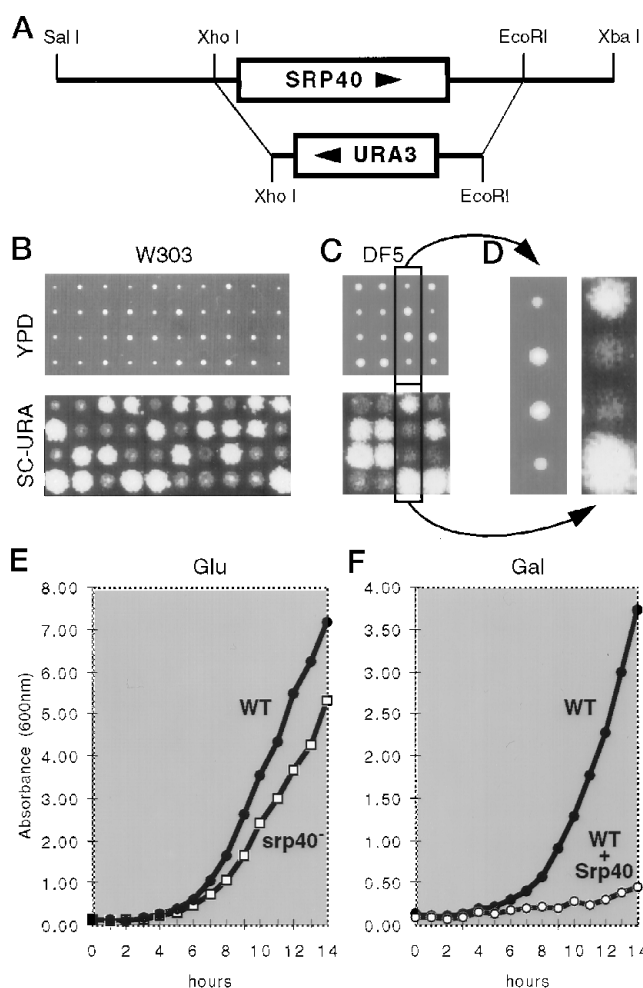 A
Sal I
Xho I
EcoRI
Xba I
SRP40
URA3
Xho I
EcoRI
B
W303
C
DF5
D
YPD
SC-URA
E
Glu
8.00
7.00
6.00
5.00
4.00
3.00
2.00
1.00
0.00
Absorbance (600nm)
WT
srp40-
0 2 4 6 8 10 12 14
hours
F
Gal
4.00
3.50
3.00
2.50
2.00
1.50
1.00
0.50
0.00
WT
WT
+
Srp40
0 2 4 6 8 10 12 14
hours